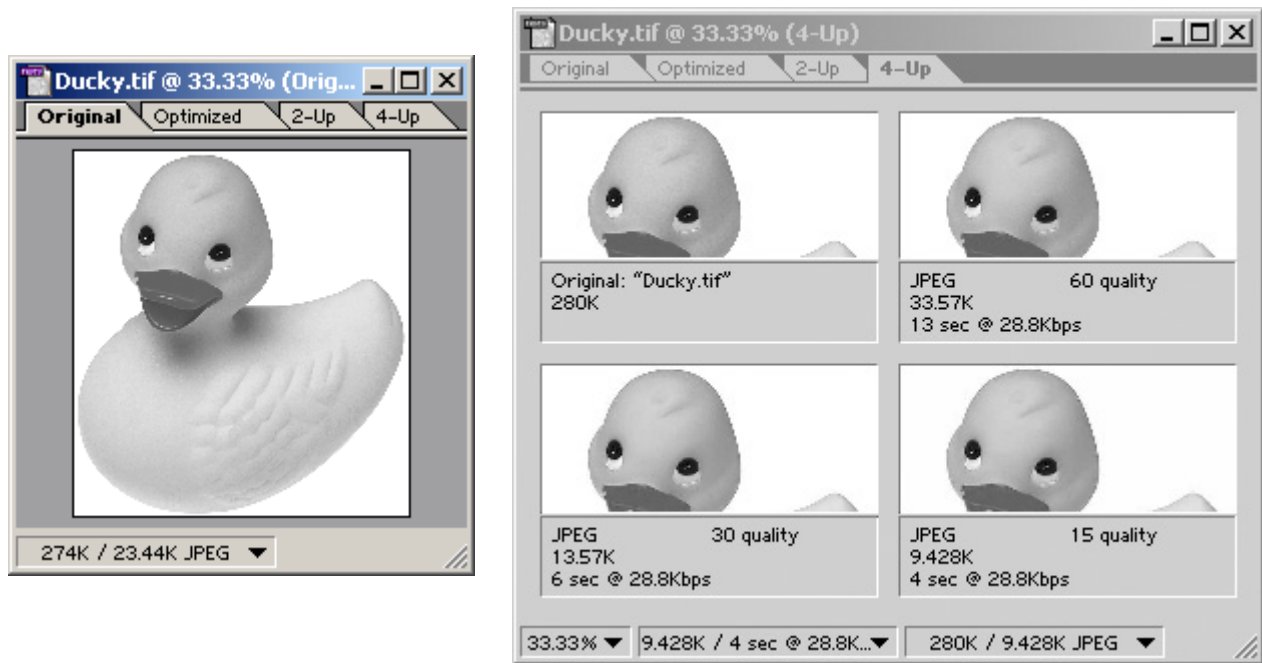 Ducky.tif @ 33.33% (Orig...
Original Optimized 2-Up 4-Up
274K / 23.44K JPEG
Ducky.tif @ 33.33% (4-Up)
Original Optimized 2-Up 4-Up
Original: “Ducky.tif”
280K
JPEG 60 quality
33.57K
13 sec @ 28.8Kbps
JPEG 30 quality
13.57K
6 sec @ 28.8Kbps
JPEG 15 quality
9.428K
4 sec @ 28.8Kbps
33.33% 9.428K / 4 sec @ 28.8K... 280K / 9.428K JPEG